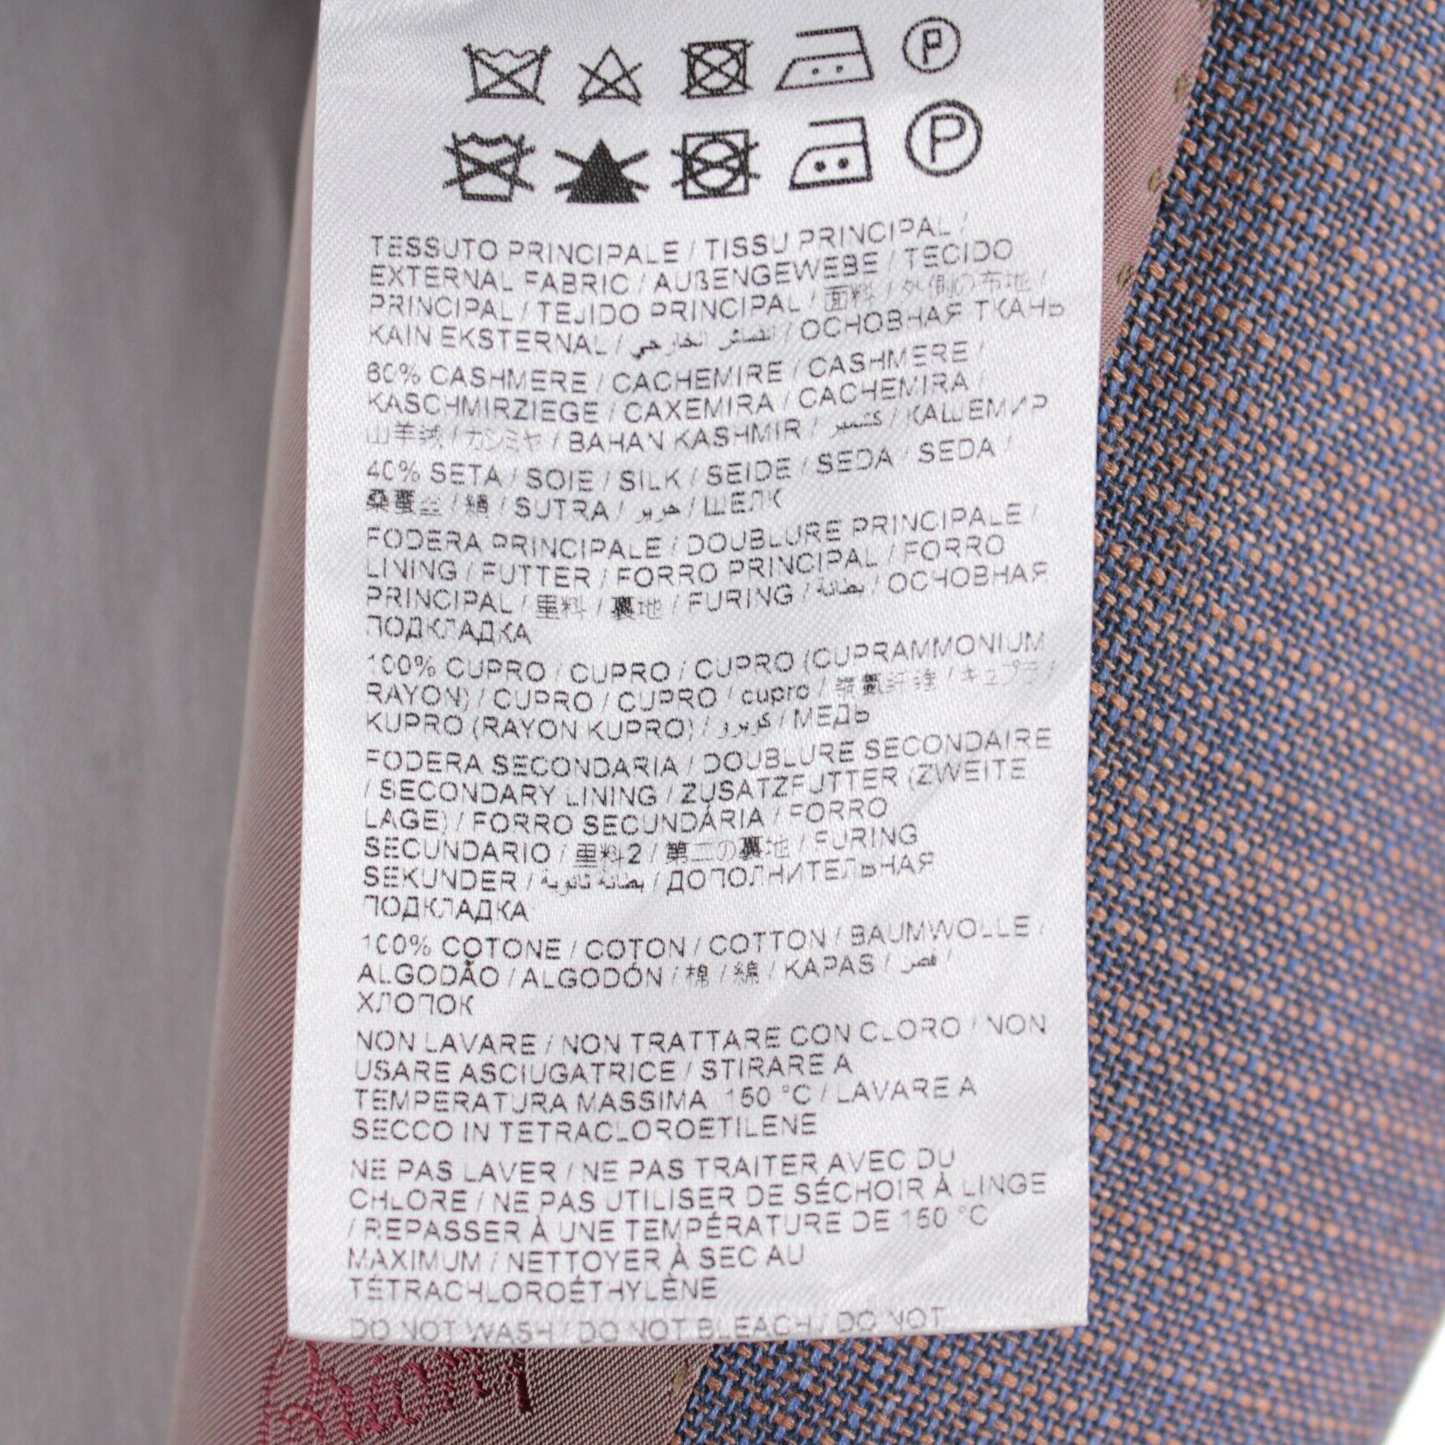 TESSUTO PRINCIPALE / TISSU PRINCIPAL /
EXTERNAL FABRIC / AUßENGEWEBE / TECIDO
PRINCIPAL / TEJIDO PRINCIPAL / 面料 / 外側の布地 /
KAIN EKSTERNAL / القماش الخارجي / ОСНОВНАЯ ТКАНЬ
60% CASHMERE / CACHEMIRE / CASHMERE /
KASCHMIRZIEGE / CAXEMIRA / CACHEMIRA /
山羊绒 / カシミヤ / BAHAN KASHMIR / كشمير / КАШЕМИР
40% SETA / SOIE / SILK / SEIDE / SEDA / SEDA /
桑蚕丝 / 絹 / SUTRA / حرير / ШЕЛК
FODERA PRINCIPALE / DOUBLURE PRINCIPALE /
LINING / FUTTER / FORRO PRINCIPAL / FORRO
PRINCIPAL / 里料 / 裏地 / FURING / بطانة / ОСНОВНАЯ
ПОДКЛАДКА
100% CUPRO / CUPRO / CUPRO (CUPRAMMONIUM
RAYON) / CUPRO / CUPRO / cupro / / キュプラ /
KUPRO (RAYON KUPRO) / كوبرو / МЕДЬ
FODERA SECONDARIA / DOUBLURE SECONDAIRE
/ SECONDARY LINING / ZUSATZFUTTER (ZWEITE
LAGE) / FORRO SECUNDÁRIA / FORRO
SECUNDARIO / 里料2 / 第二の裏地 / FURING
SEKUNDER / بطانة ثانوية / ДОПОЛНИТЕЛЬНАЯ
ПОДКЛАДКА
100% COTONE / COTON / COTTON / BAUMWOLLE /
ALGODÃO / ALGODÓN / 棉 / 綿 / KAPAS / قطن /
ХЛОПОК
NON LAVARE / NON TRATTARE CON CLORO / NON
USARE ASCIUGATRICE / STIRARE A
TEMPERATURA MASSIMA 150 °C / LAVARE A
SECCO IN TETRACLOROETILENE
NE PAS LAVER / NE PAS TRAITER AVEC DU
CHLORE / NE PAS UTILISER DE SÉCHOIR À LINGE
/ REPASSER À UNE TEMPÉRATURE DE 150 °C
MAXIMUM / NETTOYER À SEC AU
TÉTRACHLOROÉTHYLÈNE
DO NOT WASH / DO NOT BLEACH / DO NOT